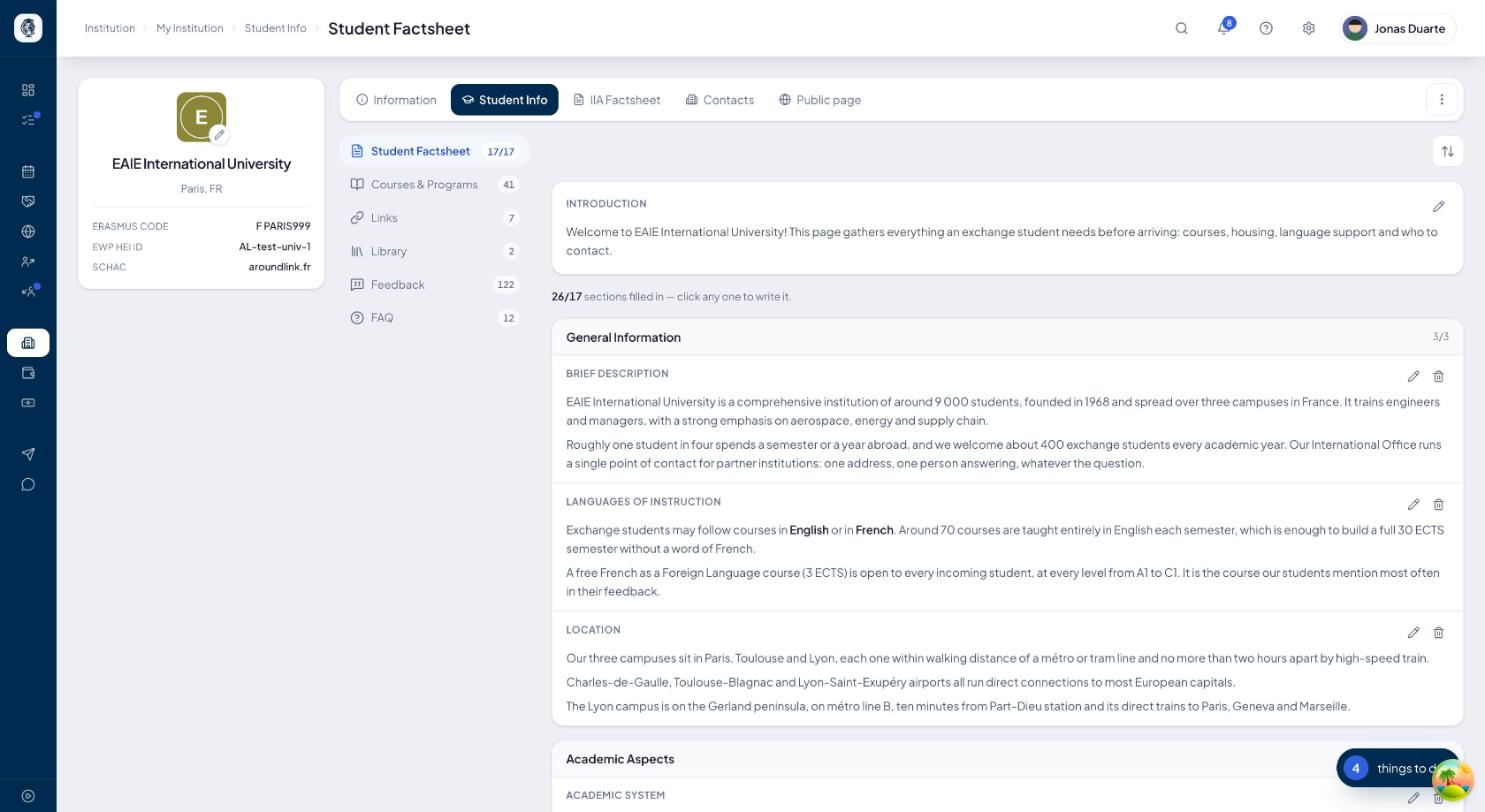 Institution
My Institution
Student Info
Student Factsheet
8
Jonas Duarte
E
EAIE International University
Paris, FR
ERASMUS CODE F PARIS999
EWP HEI ID AL-test-univ-1
SCHAC aroundlink.fr
Information
Student Info
IIA Factsheet
Contacts
Public page
Student Factsheet 17/17
Courses & Programs 41
Links 7
Library 2
Feedback 122
FAQ 12
INTRODUCTION
Welcome to EAIE International University! This page gathers everything an exchange student needs before arriving: courses, housing, language support and who to
contact.
26/17 sections filled in — click any one to write it.
General Information 3/3
BRIEF DESCRIPTION
EAIE International University is a comprehensive institution of around 9 000 students, founded in 1968 and spread over three campuses in France. It trains engineers
and managers, with a strong emphasis on aerospace, energy and supply chain.
Roughly one student in four spends a semester or a year abroad, and we welcome about 400 exchange students every academic year. Our International Office runs
a single point of contact for partner institutions: one address, one person answering, whatever the question.
LANGUAGES OF INSTRUCTION
Exchange students may follow courses in English or in French. Around 70 courses are taught entirely in English each semester, which is enough to build a full 30 ECTS
semester without a word of French.
A free French as a Foreign Language course (3 ECTS) is open to every incoming student, at every level from A1 to C1. It is the course our students mention most often
in their feedback.
LOCATION
Our three campuses sit in Paris, Toulouse and Lyon, each one within walking distance of a métro or tram line and no more than two hours apart by high-speed train.
Charles-de-Gaulle, Toulouse-Blagnac and Lyon-Saint-Exupéry airports all run direct connections to most European capitals.
The Lyon campus is on the Gerland peninsula, on métro line B, ten minutes from Part-Dieu station and its direct trains to Paris, Geneva and Marseille.
Academic Aspects
4 things to
ACADEMIC SYSTEM